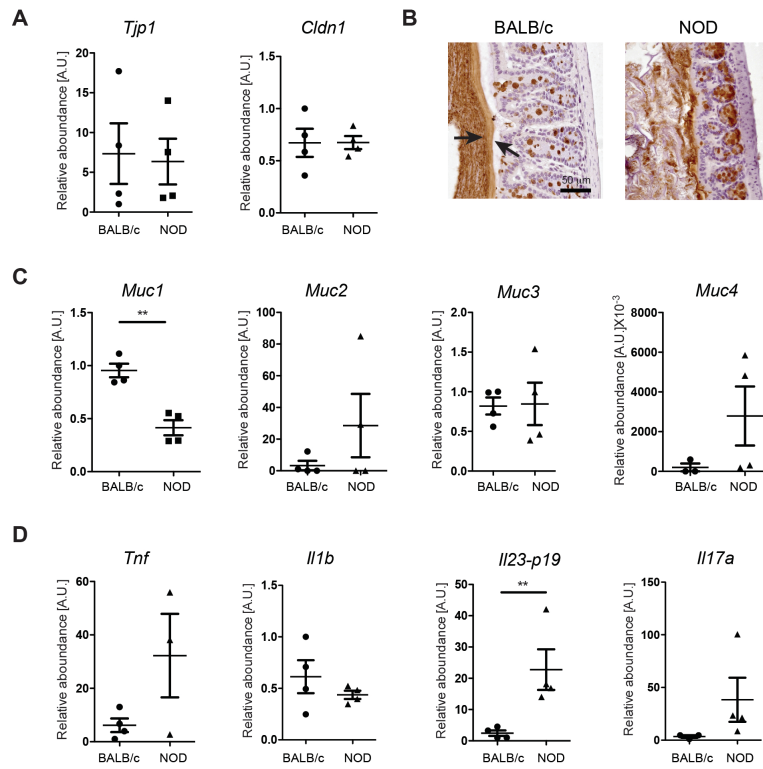 A
Tjp1
Relative aboundance [A.U.]
20
15
10
5
0
BALB/c NOD
Cldn1
Relative aboundance [A.U.]
1.5
1.0
0.5
0.0
BALB/c NOD
B
BALB/c
NOD
50 µm
C
Muc1
Relative aboundance [A.U.]
1.5
1.0
0.5
0.0
**
BALB/c NOD
Muc2
Relative aboundance [A.U.]
100
80
60
40
20
0
BALB/c NOD
Muc3
Relative aboundance [A.U.]
2.0
1.5
1.0
0.5
0.0
BALB/c NOD
Muc4
Relative aboundance [A.U.]X10⁻³
8000
6000
4000
2000
0
BALB/c NOD
D
Tnf
Relative aboundance [A.U.]
60
40
20
0
BALB/c NOD
Il1b
Relative aboundance [A.U.]
1.5
1.0
0.5
0.0
BALB/c NOD
Il23-p19
Relative aboundance [A.U.]
50
40
30
20
10
0
**
BALB/c NOD
Il17a
Relative aboundance [A.U.]
150
100
50
0
BALB/c NOD